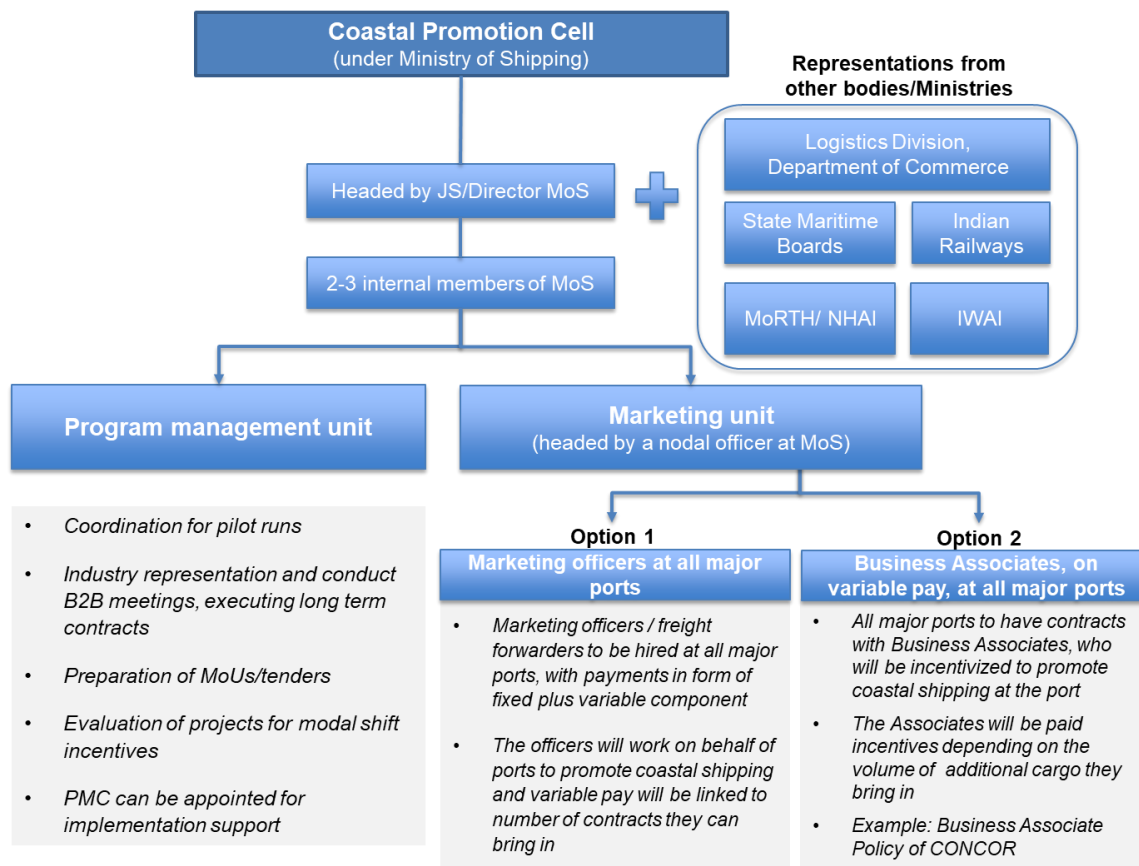 Coastal Promotion Cell
(under Ministry of Shipping)
Representations from
other bodies/Ministries
Logistics Division,
Department of Commerce
Headed by JS/Director MoS
State Maritime
Boards
Indian
Railways
2-3 internal members of MoS
MoRTH/ NHAI
IWAI
Program management unit
Marketing unit
(headed by a nodal officer at MoS)
• Coordination for pilot runs
• Industry representation and conduct
B2B meetings, executing long term
contracts
• Preparation of MoUs/tenders
• Evaluation of projects for modal shift
incentives
• PMC can be appointed for
implementation support
Option 1
Marketing officers at all major
ports
• Marketing officers / freight
forwarders to be hired at all major
ports, with payments in form of
fixed plus variable component
• The officers will work on behalf of
ports to promote coastal shipping
and variable pay will be linked to
number of contracts they can
bring in
Option 2
Business Associates, on
variable pay, at all major ports
• All major ports to have contracts
with Business Associates, who
will be incentivized to promote
coastal shipping at the port
• The Associates will be paid
incentives depending on the
volume of additional cargo they
bring in
• Example: Business Associate
Policy of CONCOR